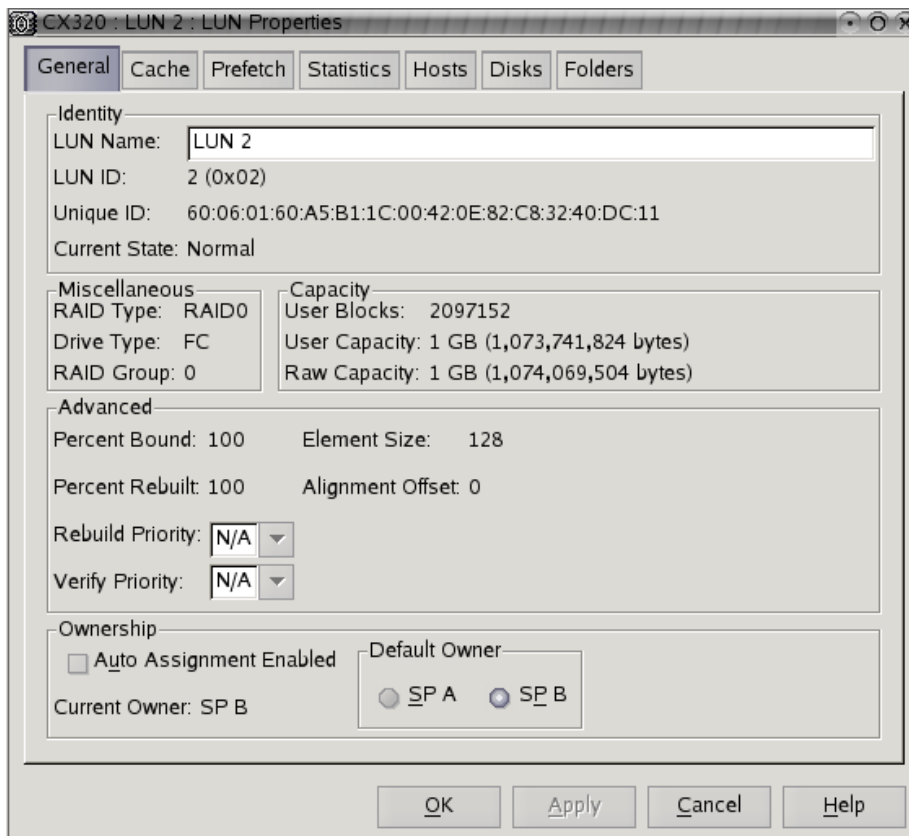 CX320 : LUN 2 : LUN Properties
General Cache Prefetch Statistics Hosts Disks Folders
Identity
LUN Name: LUN 2
LUN ID: 2 (0x02)
Unique ID: 60:06:01:60:A5:B1:1C:00:42:0E:82:C8:32:40:DC:11
Current State: Normal
Miscellaneous
RAID Type: RAID0
Drive Type: FC
RAID Group: 0
Capacity
User Blocks: 2097152
User Capacity: 1 GB (1,073,741,824 bytes)
Raw Capacity: 1 GB (1,074,069,504 bytes)
Advanced
Percent Bound: 100 Element Size: 128
Percent Rebuilt: 100 Alignment Offset: 0
Rebuild Priority: N/A
Verify Priority: N/A
Ownership
Auto Assignment Enabled
Current Owner: SP B
Default Owner
SP A SP B
OK Apply Cancel Help